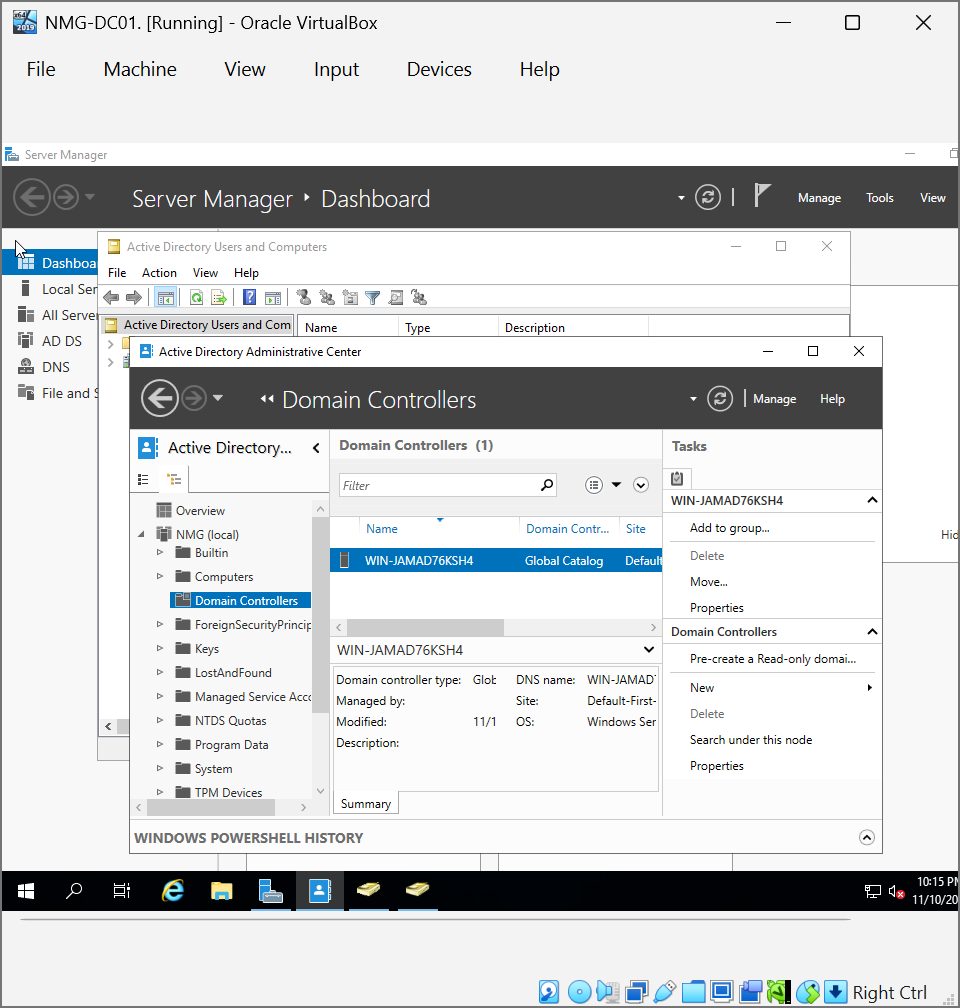 NMG-DC01. [Running] - Oracle VirtualBox
File Machine View Input Devices Help
Server Manager
Server Manager Dashboard
Manage Tools View
Active Directory Users and Computers
File Action View Help
Dashboa
Local Ser
All Server
AD DS
DNS
File and S
Active Directory Users and Com
Name Type Description
Active Directory Administrative Center
Domain Controllers
Manage Help
Active Directory...
Overview
NMG (local)
Builtin
Computers
Domain Controllers
ForeignSecurityPrincip
Keys
LostAndFound
Managed Service Acc
NTDS Quotas
Program Data
System
TPM Devices
Domain Controllers (1)
Filter
Name Domain Contr... Site
WIN-JAMAD76KSH4 Global Catalog Default
WIN-JAMAD76KSH4
Domain controller type: Glob DNS name: WIN-JAMAD
Managed by: Site: Default-First-
Modified: 11/1 OS: Windows Ser
Description:
Summary
Tasks
WIN-JAMAD76KSH4
Add to group...
Delete
Move...
Properties
Domain Controllers
Pre-create a Read-only domai...
New
Delete
Search under this node
Properties
Hid
WINDOWS POWERSHELL HISTORY
10:15 PM
11/10/20
Right Ctrl